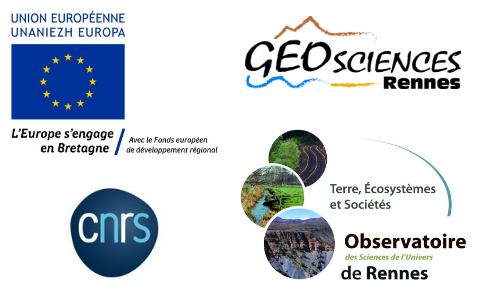 UNION EUROPÉENNE
UNANIEZH EUROPA
L'Europe s'engage
en Bretagne
Avec le Fonds européen
de développement régional
GEOSCIENCES
Rennes
cnrs
Terre, Écosystèmes
et Sociétés
Observatoire
des Sciences de l'Univers
de Rennes